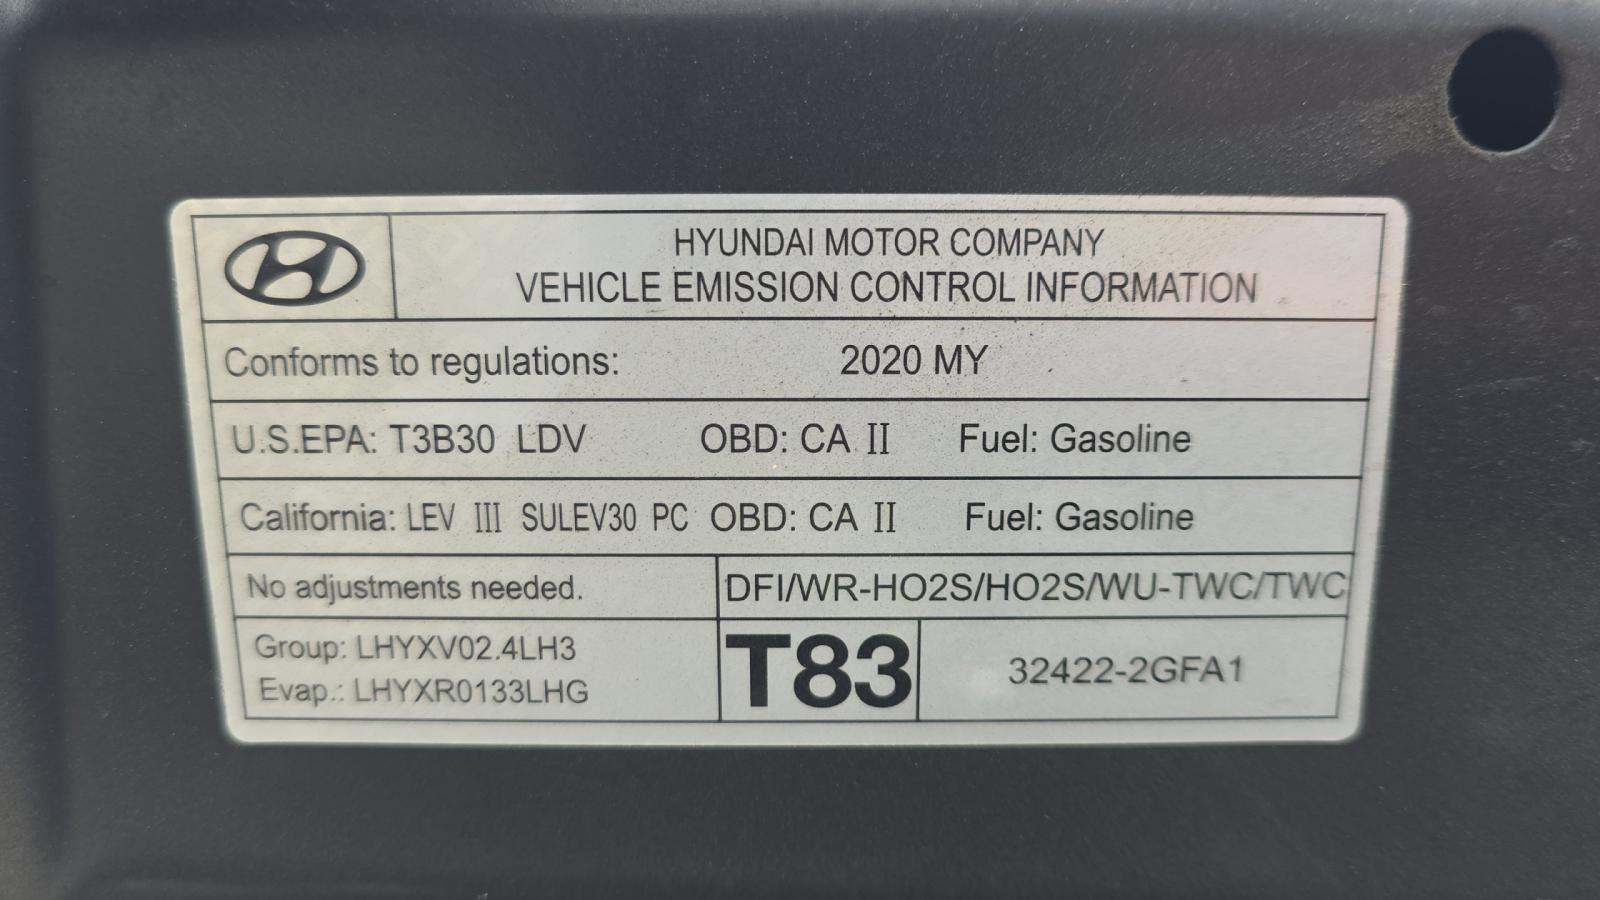 HYUNDAI MOTOR COMPANY
VEHICLE EMISSION CONTROL INFORMATION
Conforms to regulations: 2020 MY
U.S.EPA: T3B30 LDV OBD: CA II Fuel: Gasoline
California: LEV III SULEV30 PC OBD: CA II Fuel: Gasoline
No adjustments needed. DFI/WR-HO2S/HO2S/WU-TWC/TWC
Group: LHYXV02.4LH3
Evap.: LHYXR0133LHG
T83 32422-2GFA1